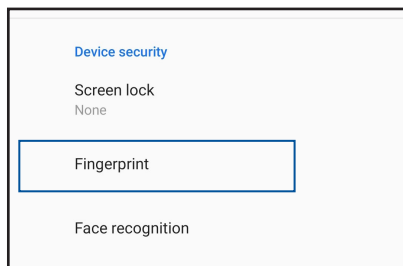 Device security
Screen lock
None
Fingerprint
Face recognition